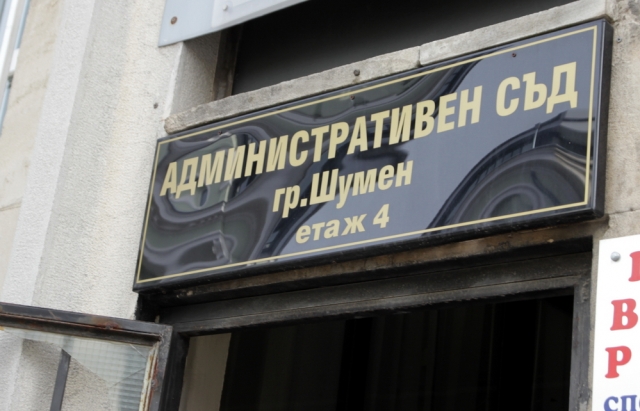 АДМИНИСТРАТИВЕН СЪД
гр.Шумен
етаж 4
В
Р